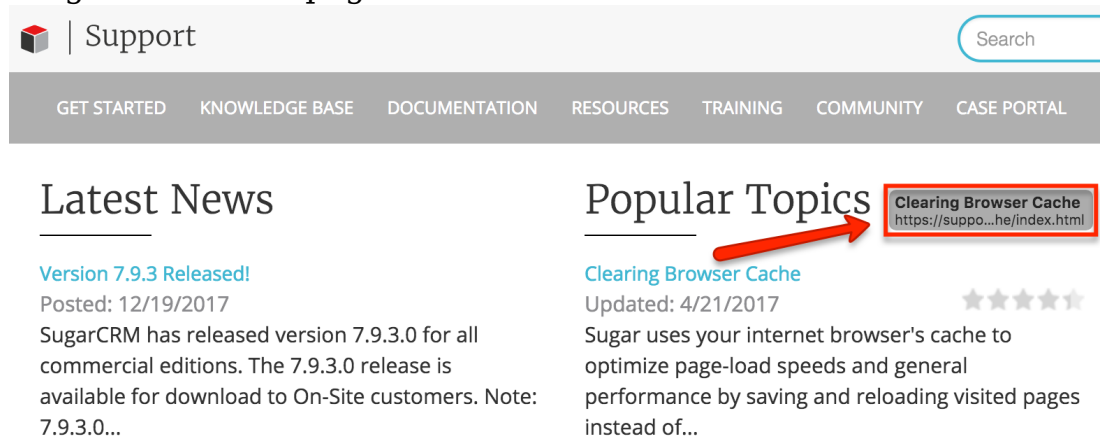 Support
Search
GET STARTED KNOWLEDGE BASE DOCUMENTATION RESOURCES TRAINING COMMUNITY CASE PORTAL
Latest News
Version 7.9.3 Released!
Posted: 12/19/2017
SugarCRM has released version 7.9.3.0 for all
commercial editions. The 7.9.3.0 release is
available for download to On-Site customers. Note:
7.9.3.0...
Popular Topics
Clearing Browser Cache
https://suppo...he/index.html
Clearing Browser Cache
Updated: 4/21/2017
Sugar uses your internet browser's cache to
optimize page-load speeds and general
performance by saving and reloading visited pages
instead of...